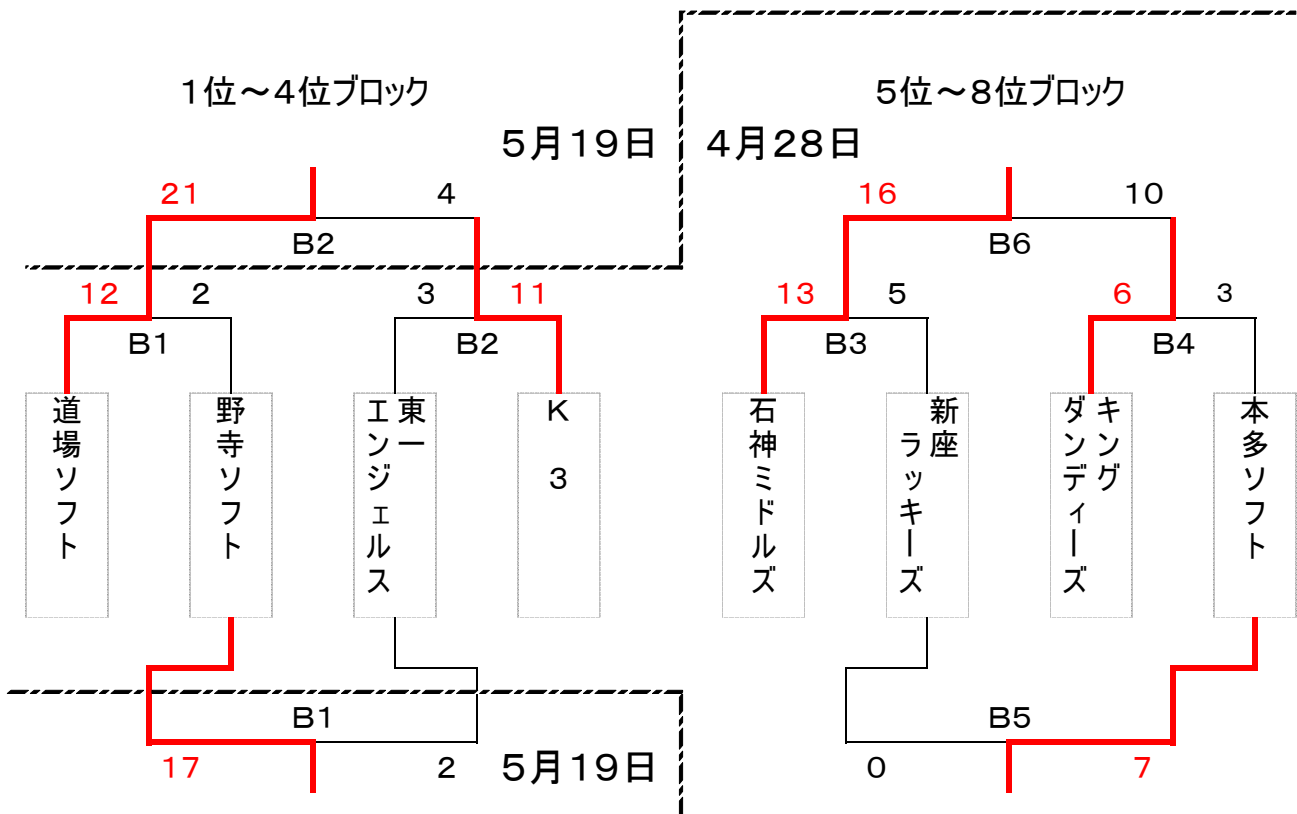 1位～4位ブロック
5位～8位ブロック
5月19日
4月28日
21
4
16
10
B2
B6
12
2
3
11
13
5
6
3
B1
B2
B3
B4
道場ソフト
野寺ソフト
東一
エンジェルス
K3
石神ミドルズ
新座
ラッキーズ
キング
ダンディーズ
本多ソフト
B1
B5
17
2
5月19日
0
7